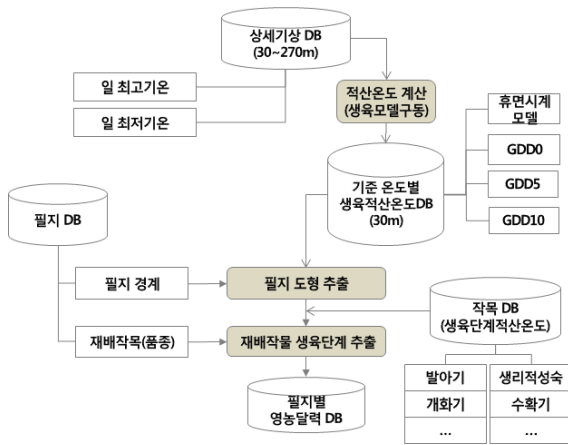 상세기상 DB
(30~270m)
일 최고기온
일 최저기온
적산온도 계산
(생육모델구동)
휴면시계
모델
GDD0
GDD5
GDD10
기준 온도별
생육적산온도DB
(30m)
필지 DB
필지 경계
필지 도형 추출
재배작목(품종)
재배작물 생육단계 추출
작목 DB
(생육단계적산온도)
발아기
생리적성숙
개화기
수확기
...
...
필지별
영농달력 DB